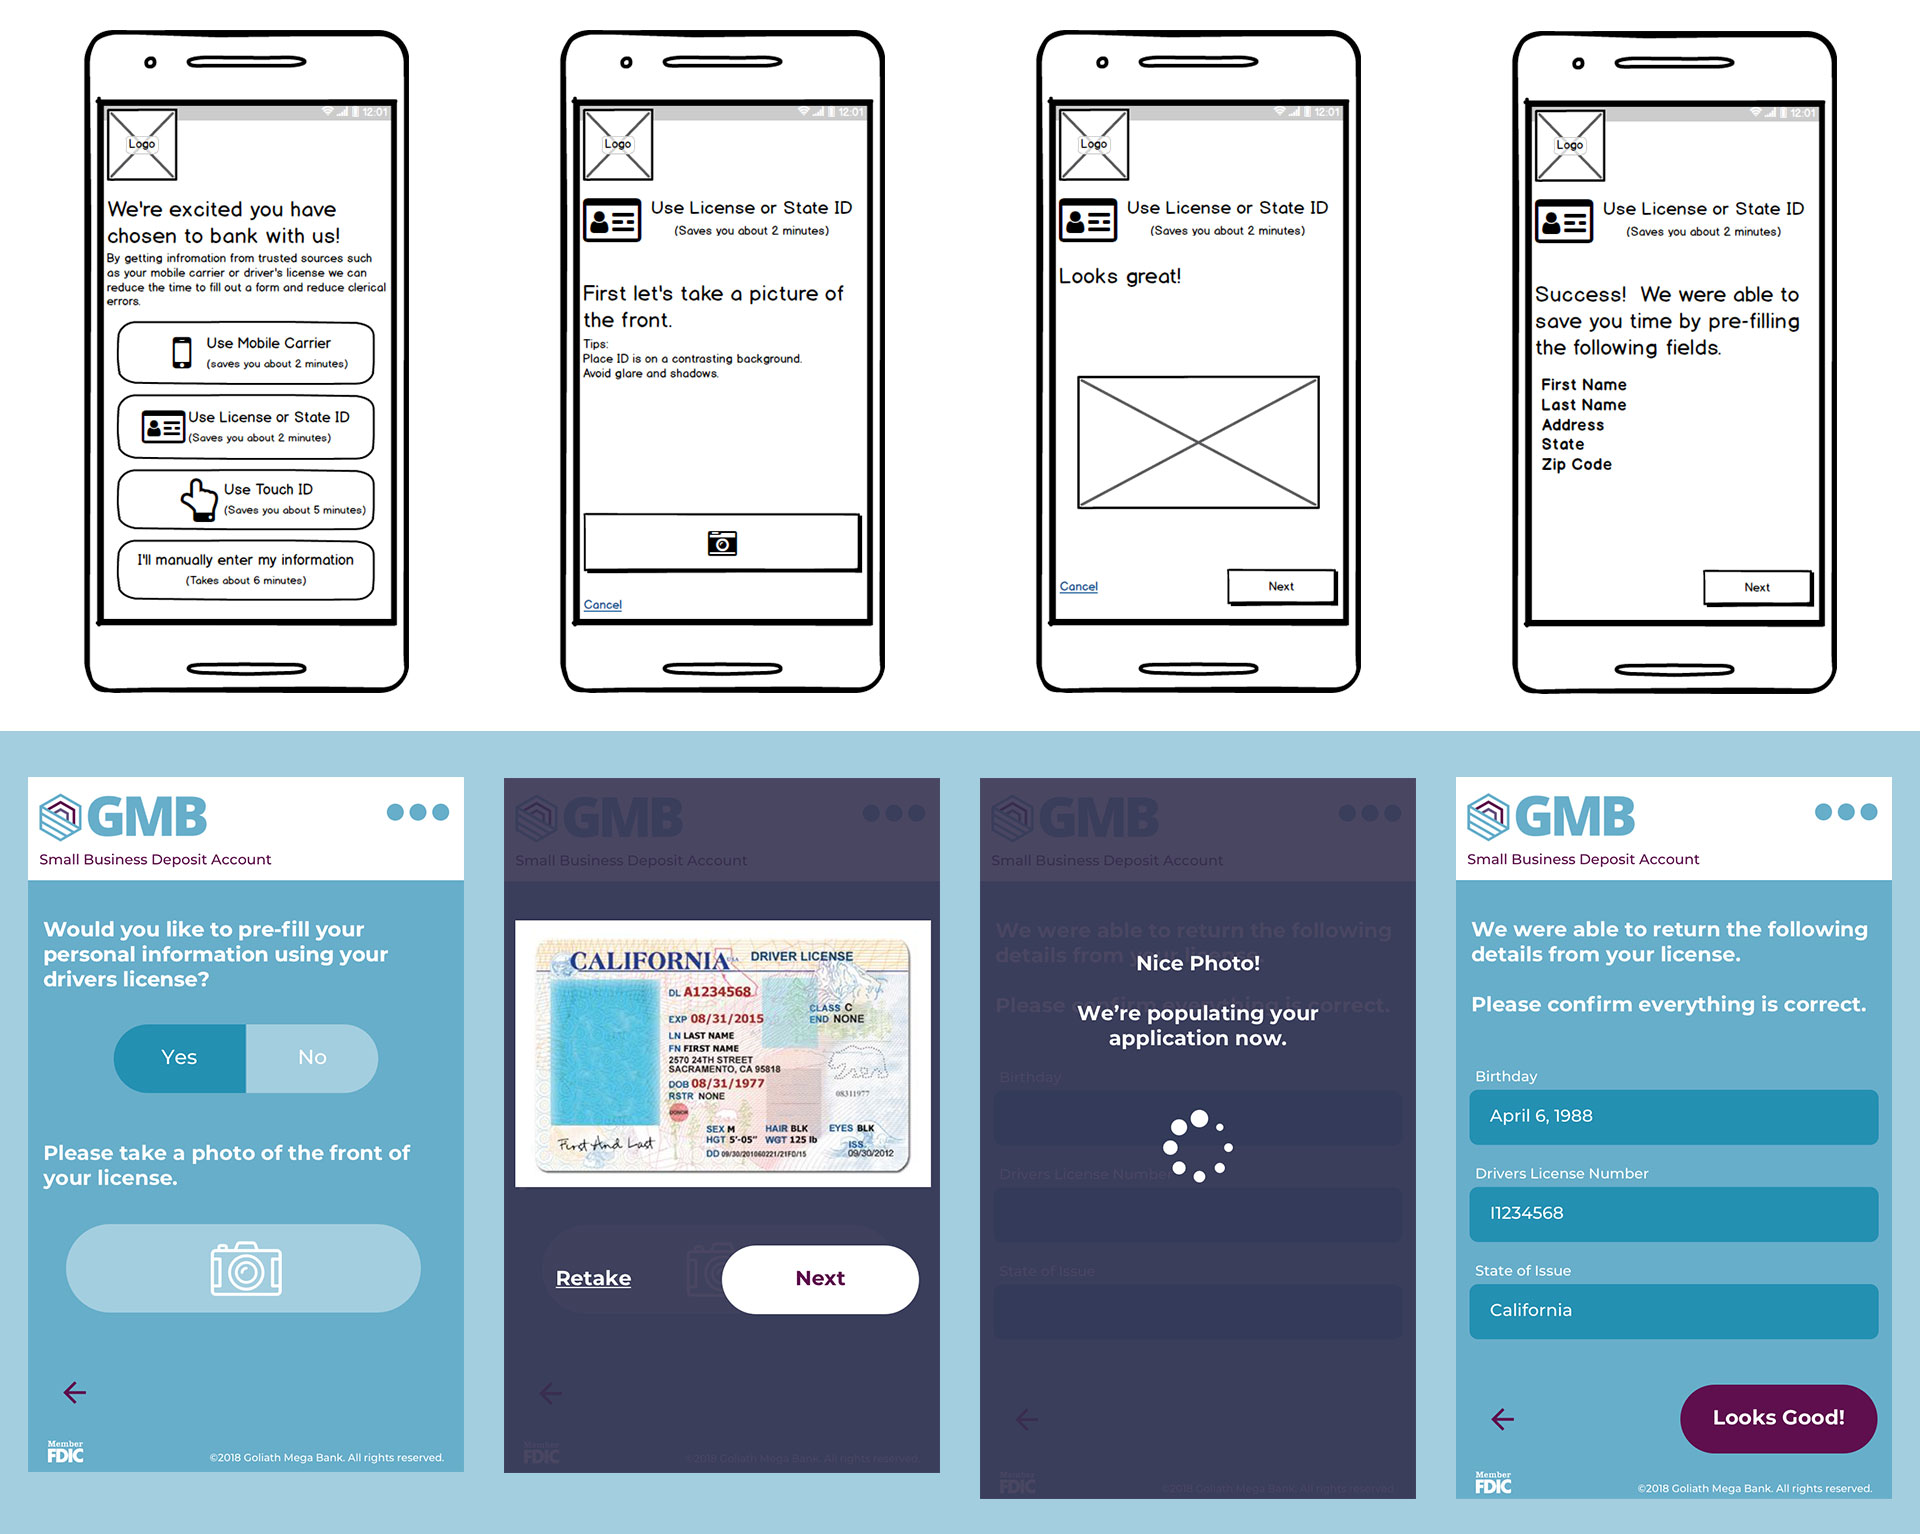 12:01
Logo
We're excited you have
chosen to bank with us!
By getting infromation from trusted sources such
as your mobile carrier or driver's license we can
reduce the time to fill out a form and reduce clerical
errors.
Use Mobile Carrier
(saves you about 2 minutes)
Use License or State ID
(Saves you about 2 minutes)
Use Touch ID
(Saves you about 5 minutes)
I'll manually enter my information
(Takes about 6 minutes)
12:01
Logo
Use License or State ID
(Saves you about 2 minutes)
First let's take a picture of
the front.
Tips:
Place ID is on a contrasting background.
Avoid glare and shadows.
Cancel
12:01
Logo
Use License or State ID
(Saves you about 2 minutes)
Looks great!
Cancel
Next
12:01
Logo
Use License or State ID
(Saves you about 2 minutes)
Success! We were able to
save you time by pre-filling
the following fields.
First Name
Last Name
Address
State
Zip Code
Next
GMB
Small Business Deposit Account
Would you like to pre-fill your
personal information using your
drivers license?
Yes
No
Please take a photo of the front of
your license.
Member
FDIC
©2018 Goliath Mega Bank. All rights reserved.
GMB
Small Business Deposit Account
CALIFORNIA USA DRIVER LICENSE
DL A1234568
CLASS C
EXP 08/31/2015
END NONE
LN LAST NAME
FN FIRST NAME
2570 24TH STREET
SACRAMENTO, CA 95818
DOB 08/31/1977
RSTR NONE
08311977
DONOR
SEX M
HAIR BLK
EYES BLK
HGT 5'-05"
WGT 125 lb
ISS.
First And Last
DD 09/30/201060221/21FD/15
09/30/2012
Retake
Next
Member
FDIC
©2018 Goliath Mega Bank. All rights reserved.
GMB
Small Business Deposit Account
We were able to return the following
details from your license.
Nice Photo!
Please confirm everything is correct.
We're populating your
application now.
Birthday
Drivers License Number
State of Issue
Member
FDIC
©2018 Goliath Mega Bank. All rights reserved.
GMB
Small Business Deposit Account
We were able to return the following
details from your license.
Please confirm everything is correct.
Birthday
April 6, 1988
Drivers License Number
I1234568
State of Issue
California
Looks Good!
Member
FDIC
©2018 Goliath Mega Bank. All rights reserved.